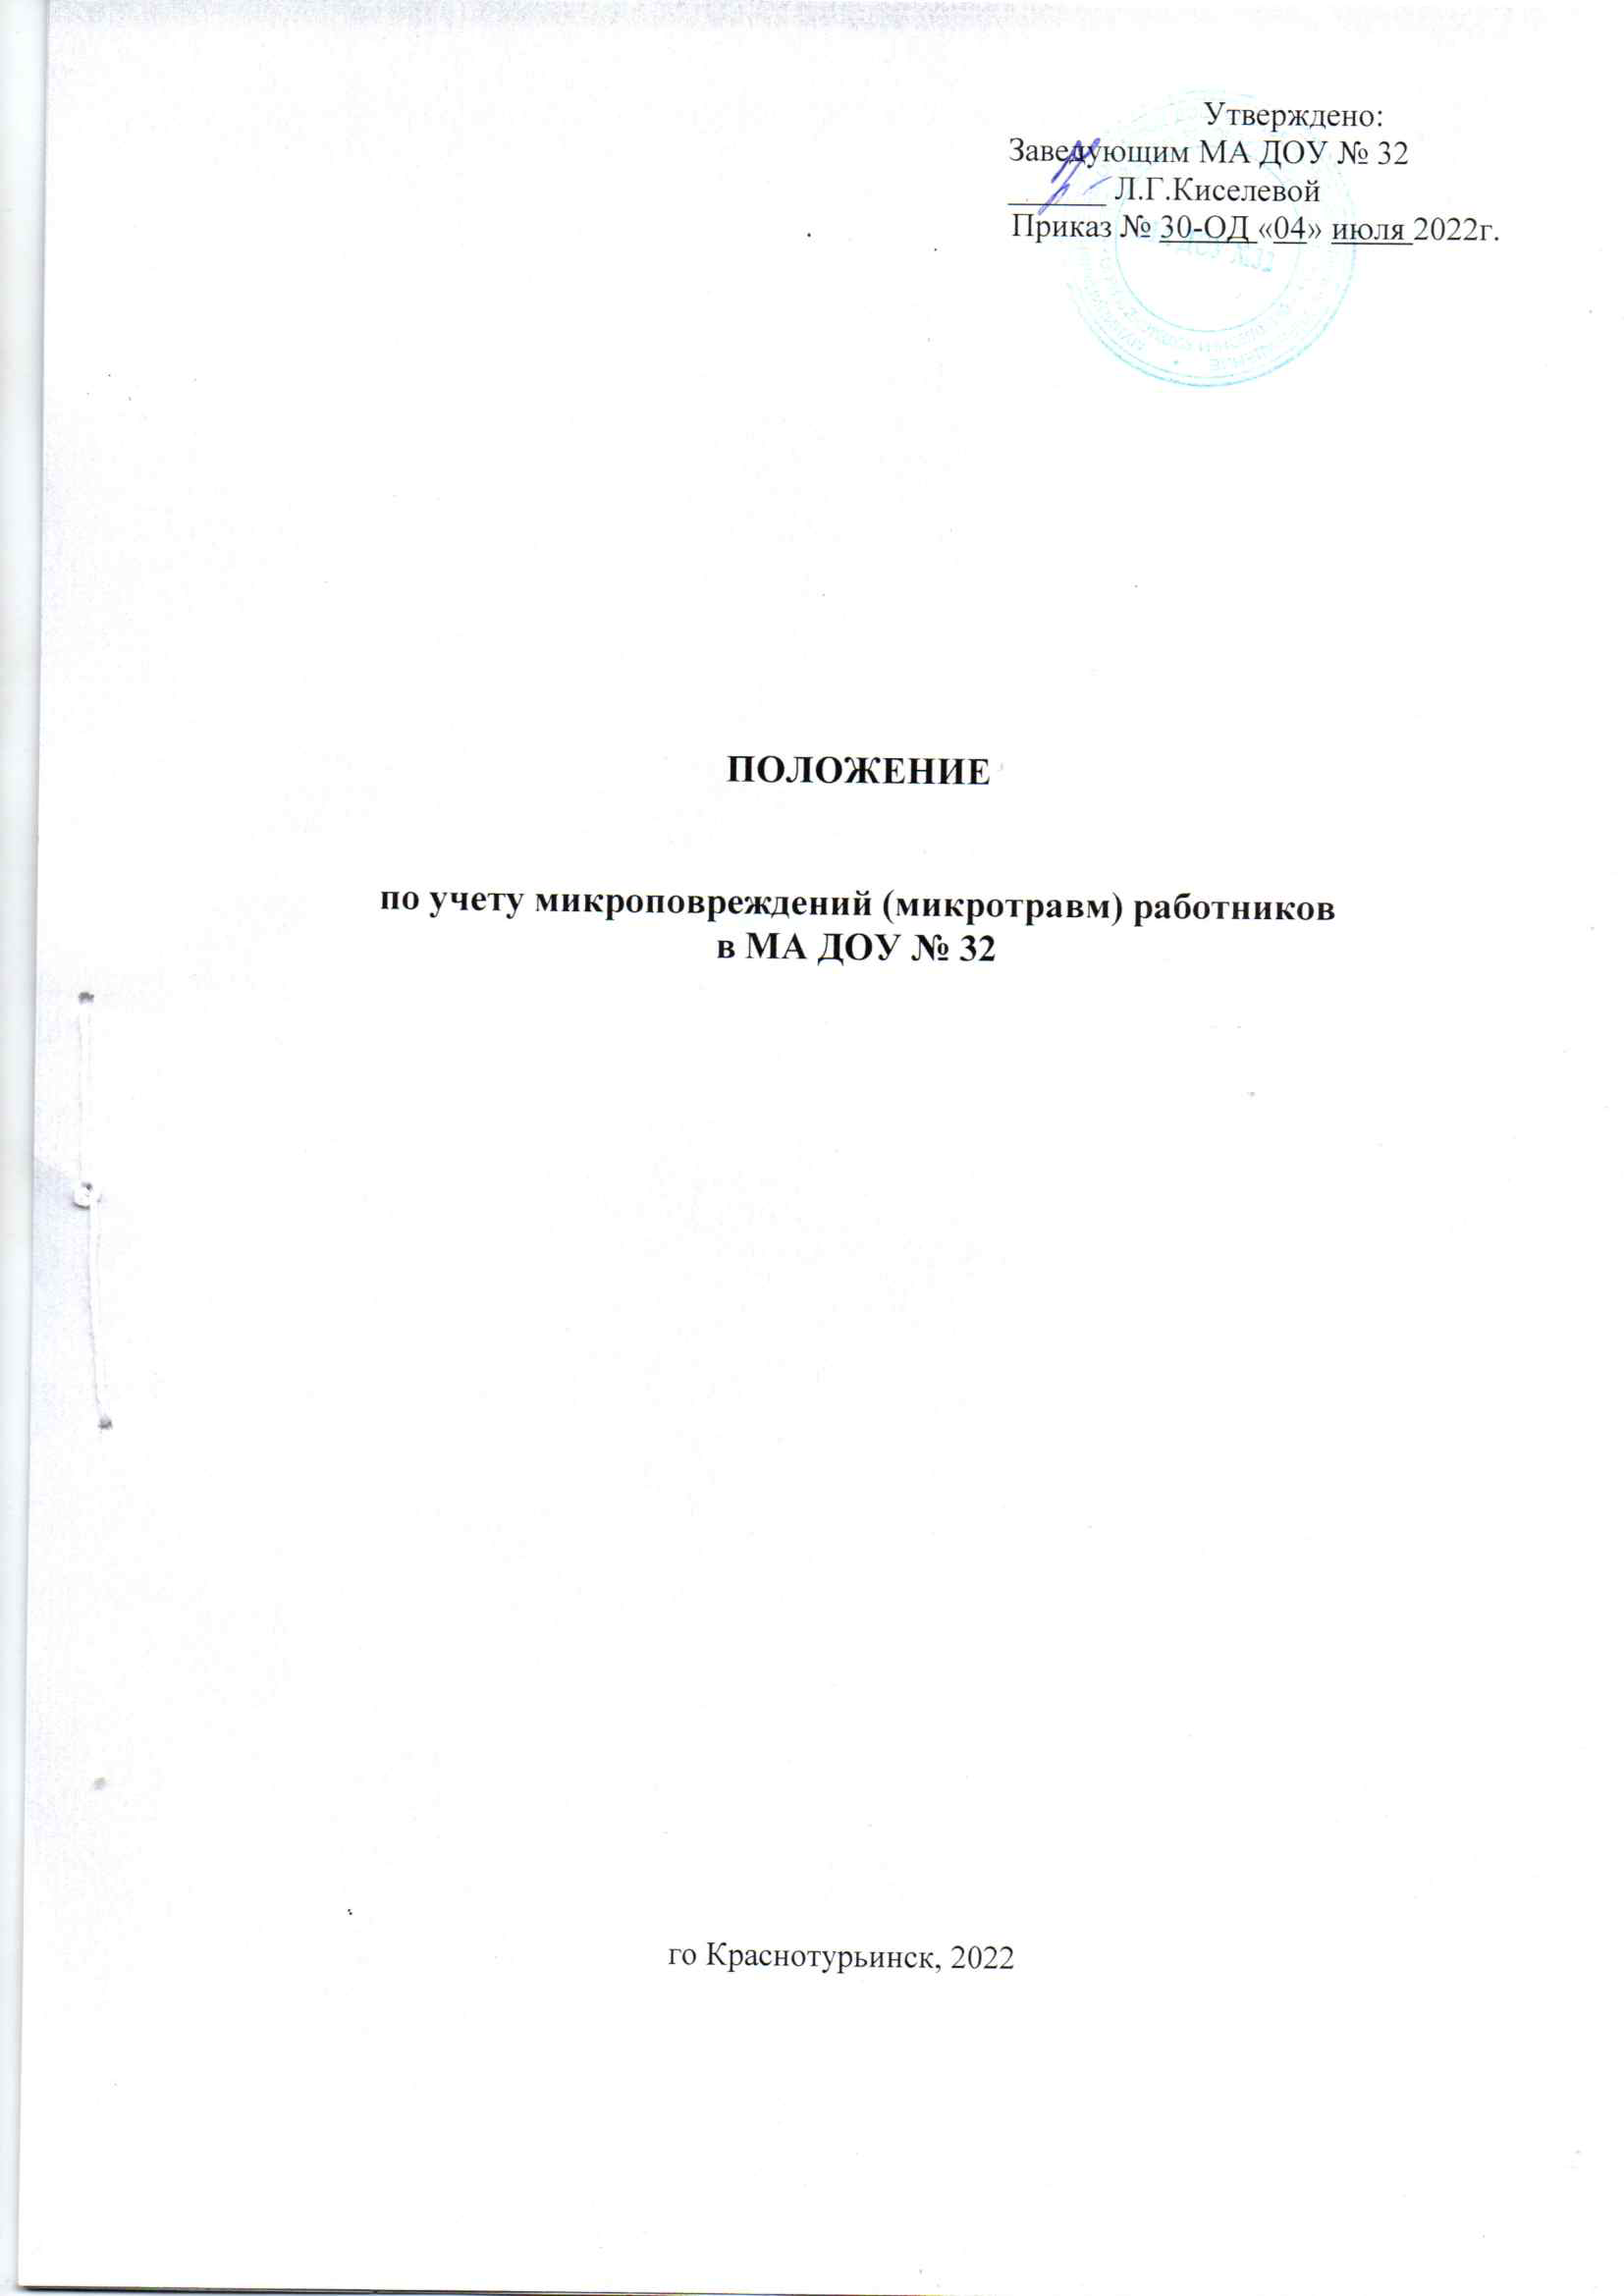 Утверждено:
Заведующим МА ДОУ № 32
______ Л.Г.Киселевой
Приказ № 30-ОД «04» июля 2022г.
ПОЛОЖЕНИЕ
по учету микроповреждений (микротравм) работников
в МА ДОУ № 32
го Краснотурьинск, 2022